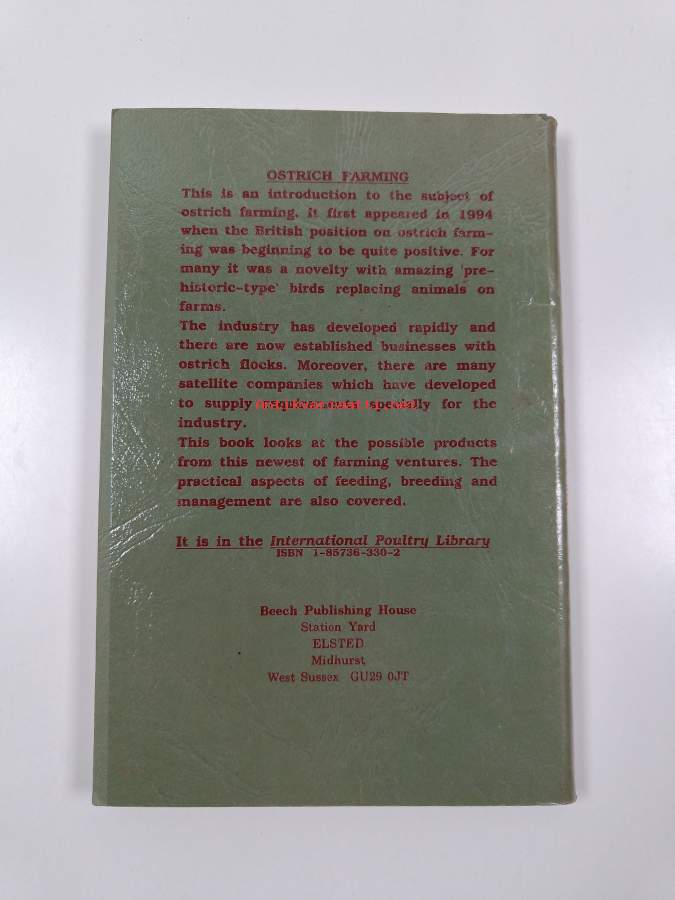 OSTRICH FARMING
This is an introduction to the subject of
ostrich farming. It first appeared in 1994
when the British position on ostrich farm-
ing was beginning to be quite positive. For
many it was a novelty with amazing 'pre-
historic-type' birds replacing animals on
farms.
The industry has developed rapidly and
there are now established businesses with
ostrich flocks. Moreover, there are many
satellite companies which have developed
to supply requirements specially for the
industry.
This book looks at the possible products
from this newest of farming ventures. The
practical aspects of feeding, breeding and
management are also covered.
It is in the International Poultry Library
ISBN 1-85736-330-2
Beech Publishing House
Station Yard
ELSTED
Midhurst
West Sussex GU29 0JT